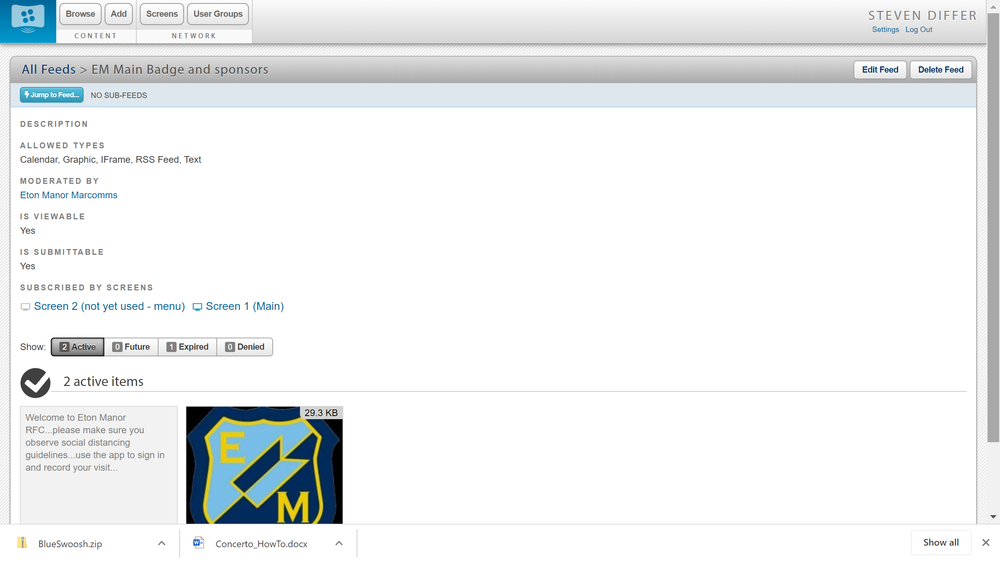 Browse Add Screens User Groups
CONTENT NETWORK
STEVEN DIFFER
Settings Log Out
All Feeds > EM Main Badge and sponsors
Edit Feed Delete Feed
Jump to Feed... NO SUB-FEEDS
DESCRIPTION
ALLOWED TYPES
Calendar, Graphic, IFrame, RSS Feed, Text
MODERATED BY
Eton Manor Marcomms
IS VIEWABLE
Yes
IS SUBMITTABLE
Yes
SUBSCRIBED BY SCREENS
Screen 2 (not yet used - menu) Screen 1 (Main)
Show: 2 Active 0 Future 1 Expired 0 Denied
2 active items
Welcome to Eton Manor
RFC...please make sure you
observe social distancing
guidelines...use the app to sign in
and record your visit...
29.3 KB
E
M
BlueSwoosh.zip Concerto_HowTo.docx Show all